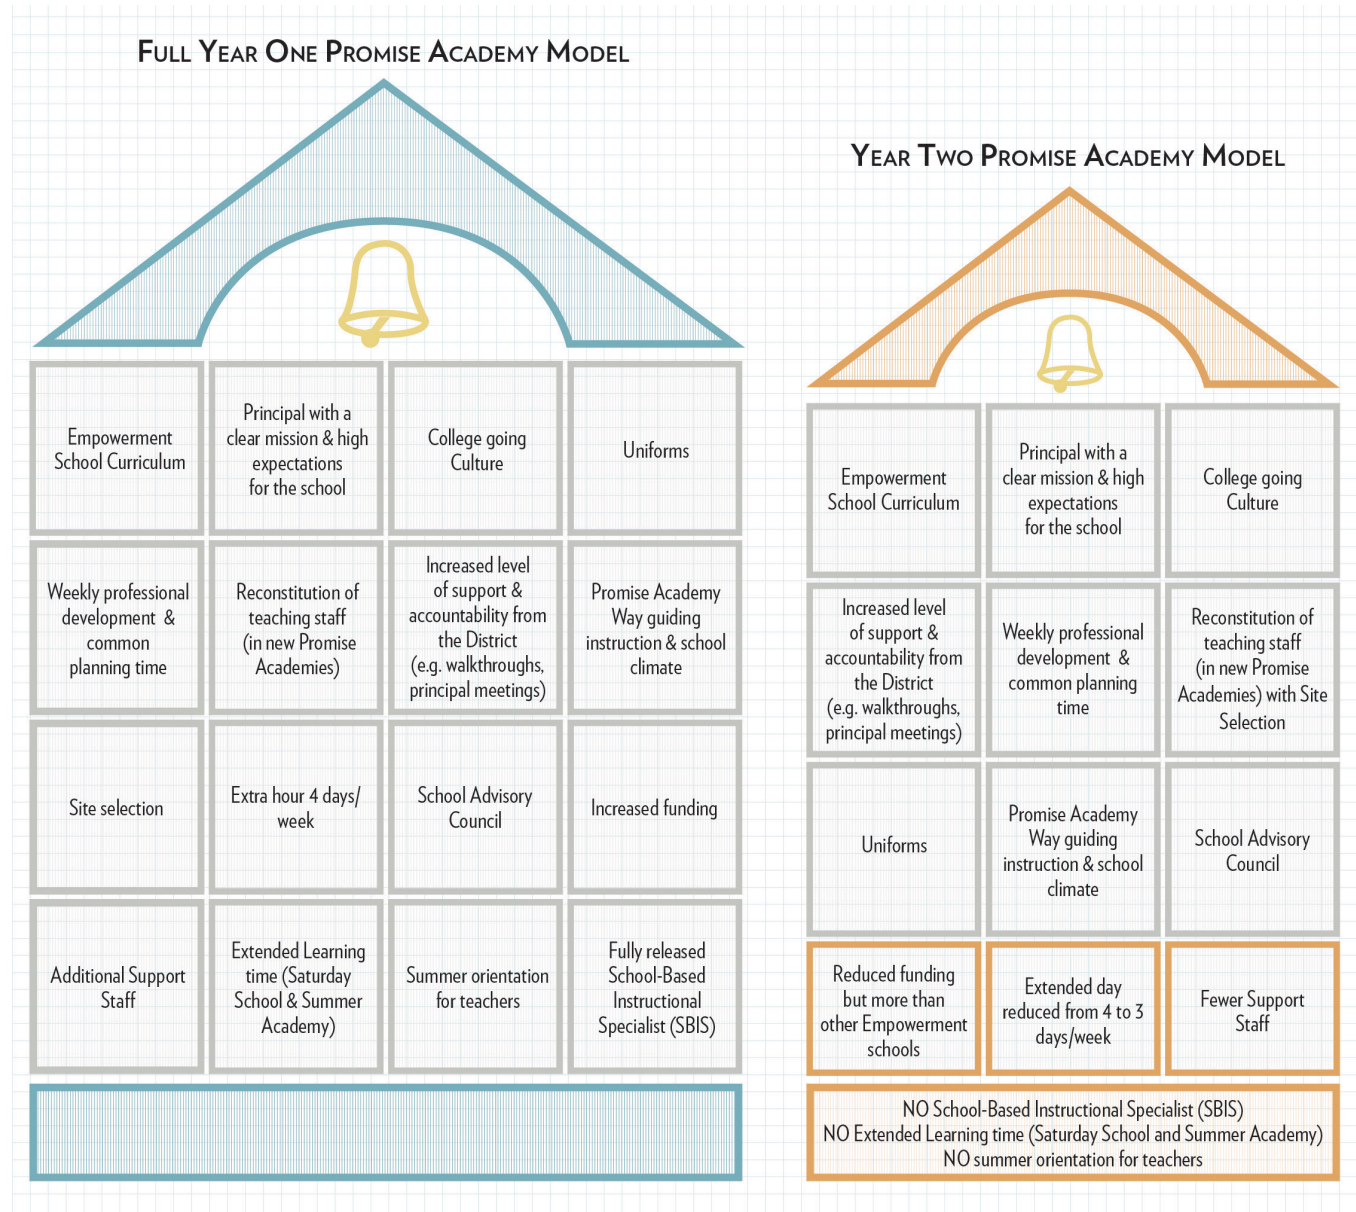 FULL YEAR ONE PROMISE ACADEMY MODEL
Empowerment
School Curriculum
Principal with a
clear mission & high
expectations
for the school
College going
Culture
Uniforms
Weekly professional
development &
common
planning time
Reconstitution of
teaching staff
(in new Promise
Academies)
Increased level
of support &
accountability from
the District
(e.g. walkthroughs,
principal meetings)
Promise Academy
Way guiding
instruction & school
climate
Site selection
Extra hour 4 days/
week
School Advisory
Council
Increased funding
Additional Support
Staff
Extended Learning
time (Saturday
School & Summer
Academy)
Summer orientation
for teachers
Fully released
School-Based
Instructional
Specialist (SBIS)
YEAR TWO PROMISE ACADEMY MODEL
Empowerment
School Curriculum
Principal with a
clear mission & high
expectations
for the school
College going
Culture
Increased level
of support &
accountability from
the District
(e.g. walkthroughs,
principal meetings)
Weekly professional
development &
common planning
time
Reconstitution of
teaching staff
(in new Promise
Academies) with Site
Selection
Uniforms
Promise Academy
Way guiding
instruction & school
climate
School Advisory
Council
Reduced funding
but more than
other Empowerment
schools
Extended day
reduced from 4 to 3
days/week
Fewer Support
Staff
NO School-Based Instructional Specialist (SBIS)
NO Extended Learning time (Saturday School and Summer Academy)
NO summer orientation for teachers